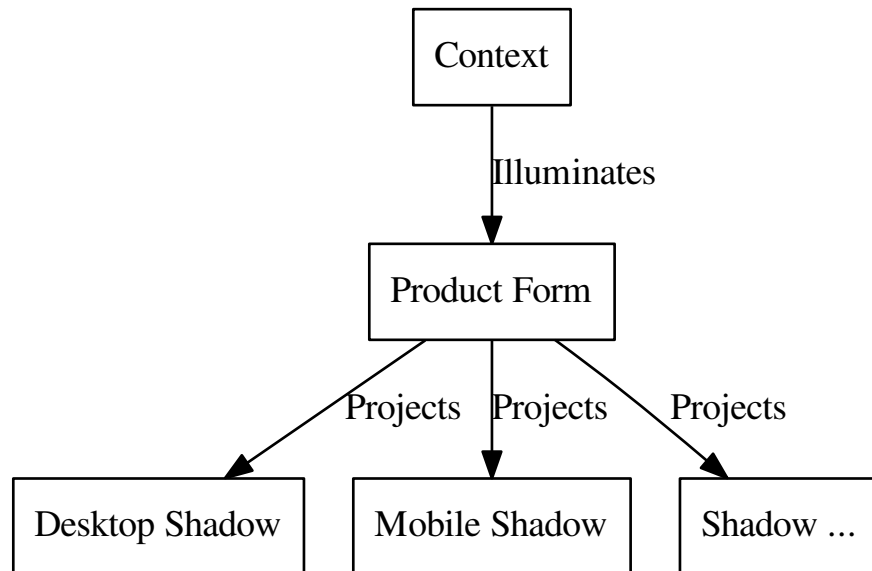 Context
Illuminates
Product Form
Projects
Projects
Projects
Desktop Shadow
Mobile Shadow
Shadow ...